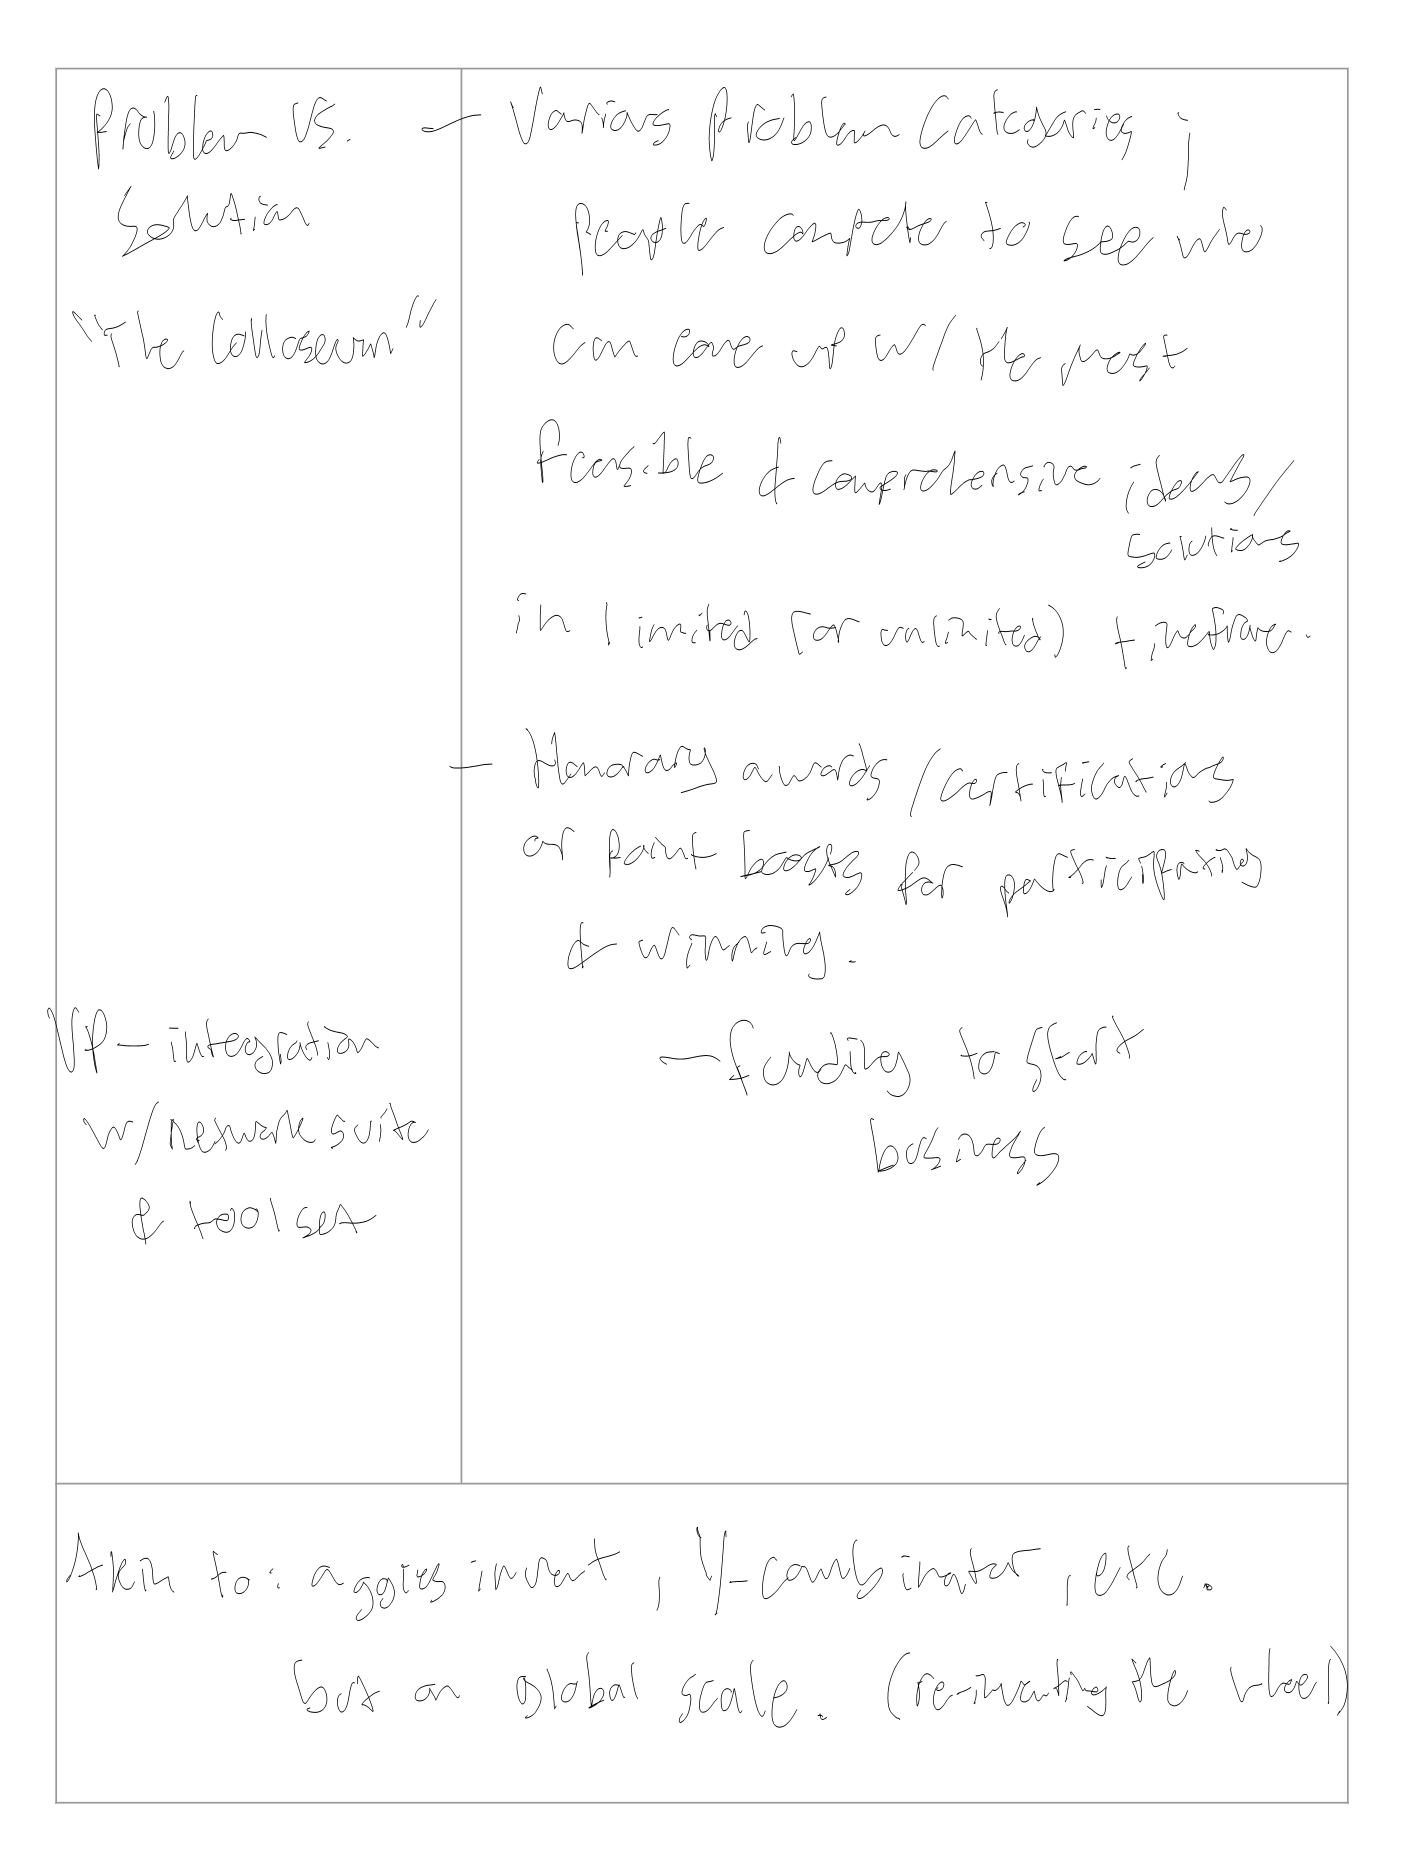 Problem vs.
Solution
"The Colloseum"
VP - integration
w/ network suite
& toolset
- Various Problem Categories ;
People compete to see who
can come up w/ the most
feasible & comprehensive ideas/
solutions
in limited (or unlimited) timeframe.
- Honorary awards / certifications
or point boosts for participating
& winning.
- funding to start
business
Akin to: aggies invent, Y-combinator, etc.
but on global scale. (re-inventing the wheel)